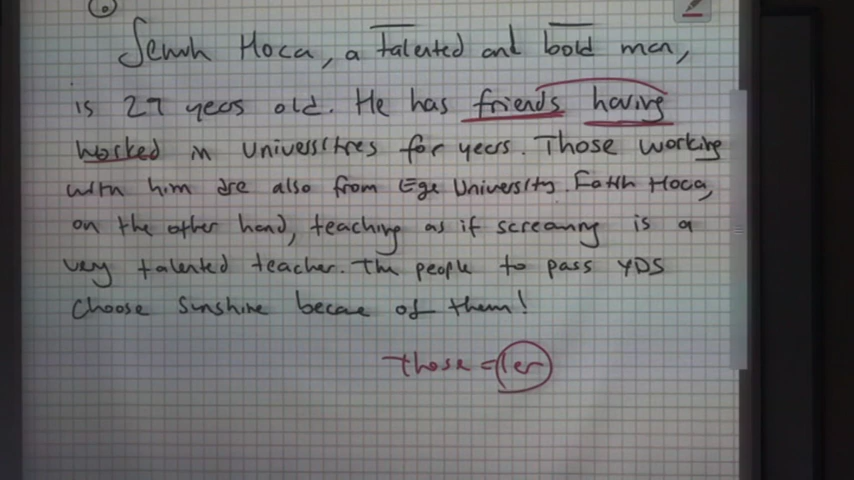 Semih Hoca, a talented and bold man,
is 27 years old. He has friends having
worked in universities for years. Those working
with him are also from Ege University. Fatih Hoca,
on the other hand, teaching as if screaming is a
very talented teacher. The people to pass YDS
choose Sunshine becaue of them!
those = ler